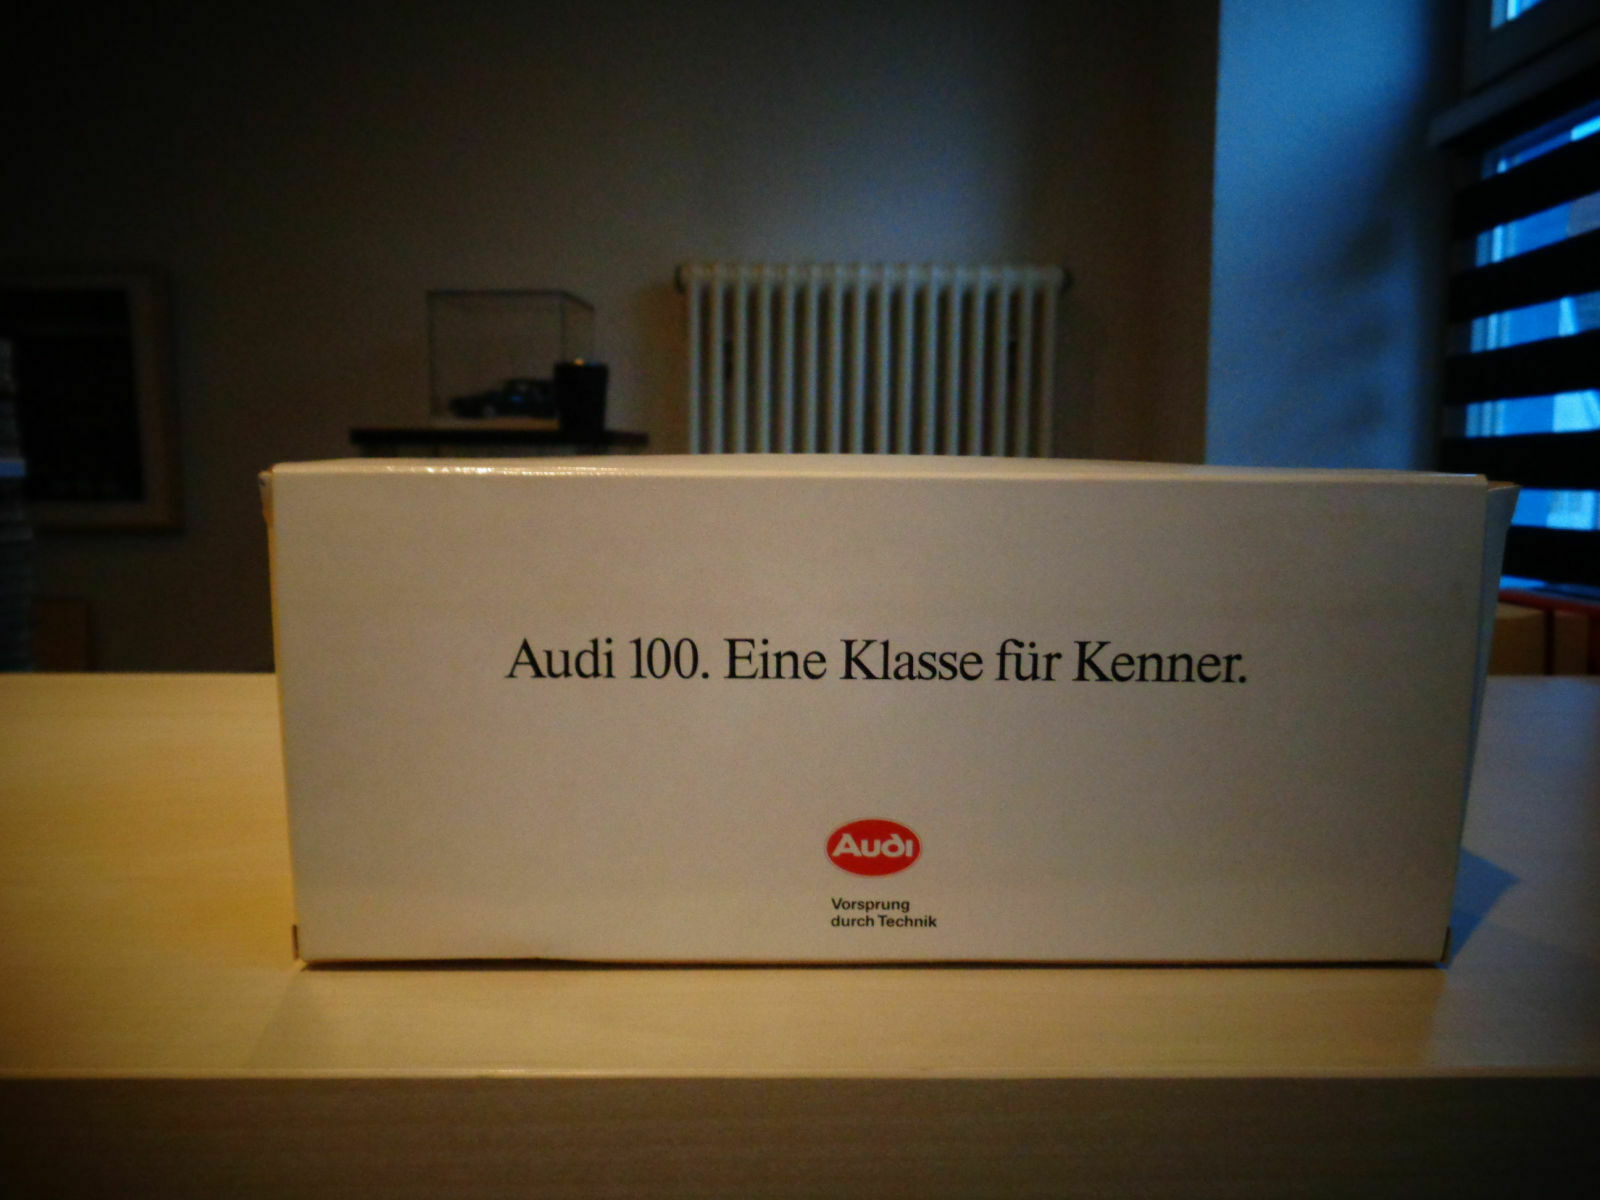 Audi 100. Eine Klasse für Kenner.
Audi
Vorsprung
durch Technik